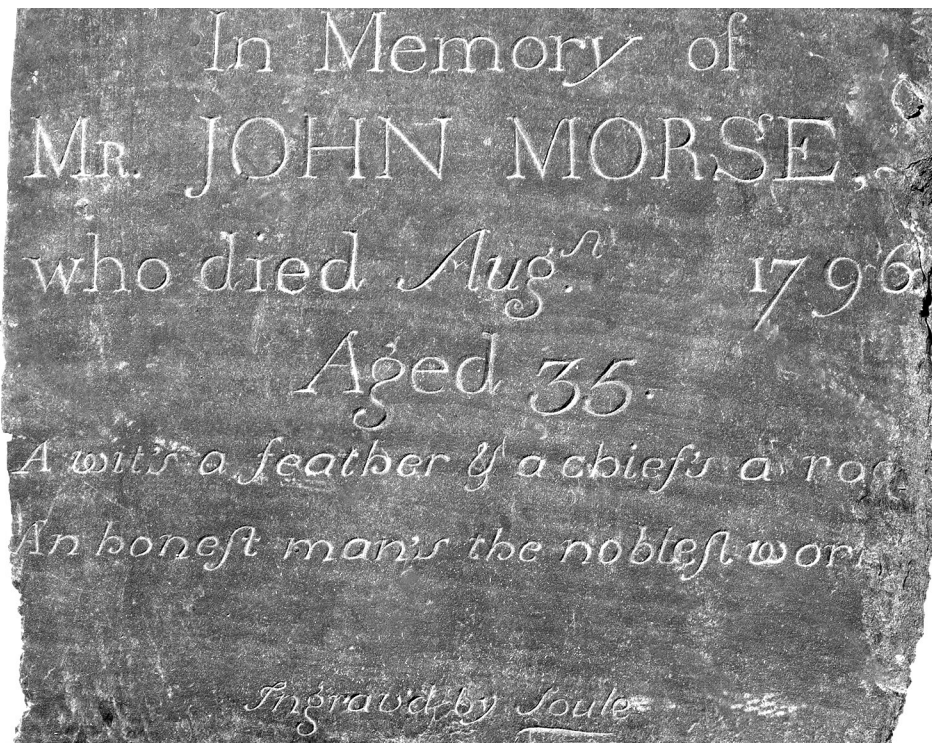 In Memory of
Mr. JOHN MORSE,
who died Augſt. 1796
Aged 35.
A wit's a feather & a chief's a
An honeſt man's the nobleſt
Ingrav'd by Soule